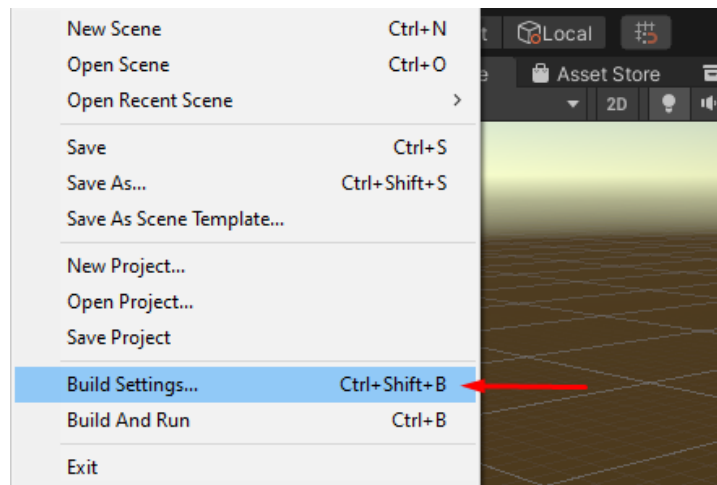 New Scene Ctrl+N
Local
Open Scene Ctrl+O
Asset Store
Open Recent Scene
2D
Save Ctrl+S
Save As... Ctrl+Shift+S
Save As Scene Template...
New Project...
Open Project...
Save Project
Build Settings... Ctrl+Shift+B
Build And Run Ctrl+B
Exit